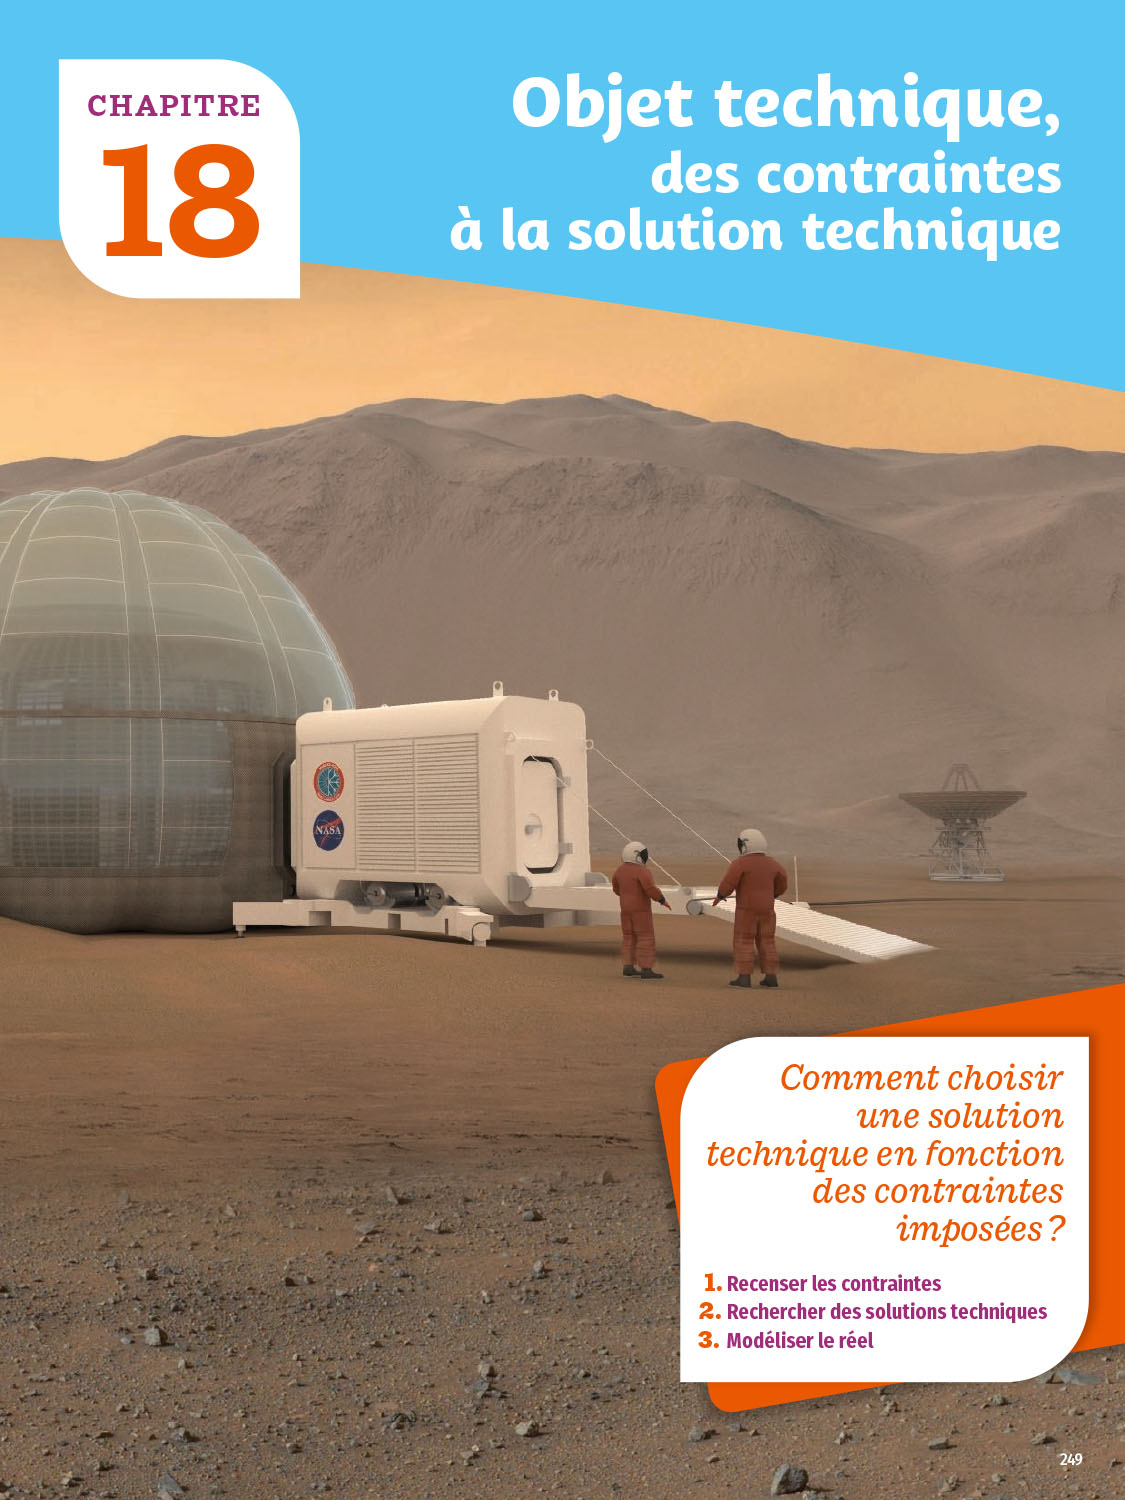 CHAPITRE
18
Objet technique,
des contraintes
à la solution technique
NASA
Comment choisir
une solution
technique en fonction
des contraintes
imposées ?
1. Recenser les contraintes
2. Rechercher des solutions techniques
3. Modéliser le réel
249